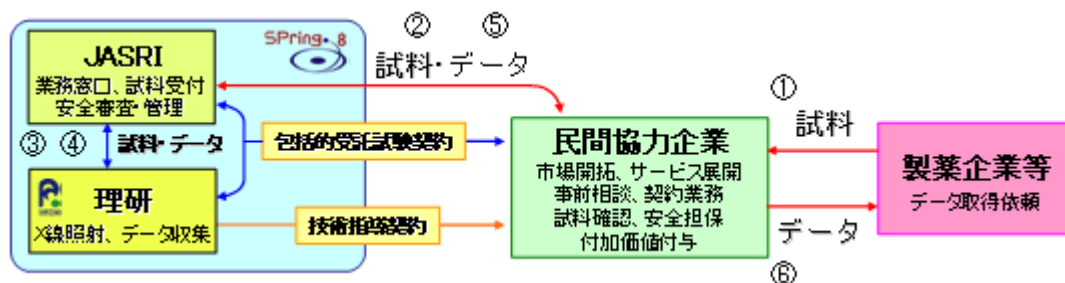 SPring-8
JASRI
業務窓口、試料受付
安全審査・管理
③ ④
試料・データ
理研
X線照射、データ収集
② ⑤
試料・データ
包括的受託試験契約
技術指導契約
民間協力企業
市場開拓、サービス展開
事前相談、契約業務
試料確認、安全担保
付加価値付与
①
試料
データ
⑥
製薬企業等
データ取得依頼